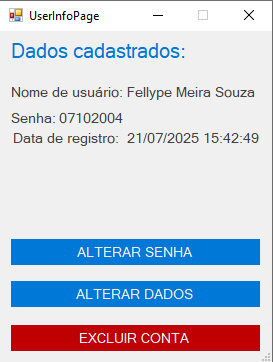 UserInfoPage
Dados cadastrados:
Nome de usuário: Fellype Meira Souza
Senha: 07102004
Data de registro: 21/07/2025 15:42:49
ALTERAR SENHA
ALTERAR DADOS
EXCLUIR CONTA